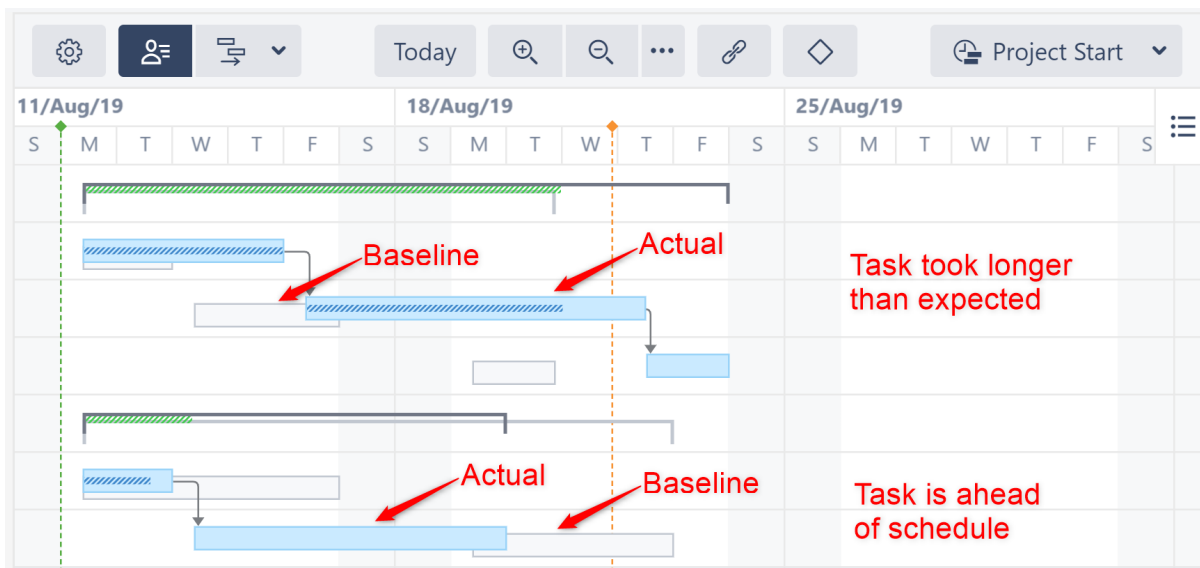 Today
Project Start
11/Aug/19 18/Aug/19 25/Aug/19
S M T W T F S S M T W T F S S M T W T F S
Baseline
Actual
Task took longer
than expected
Actual
Baseline
Task is ahead
of schedule